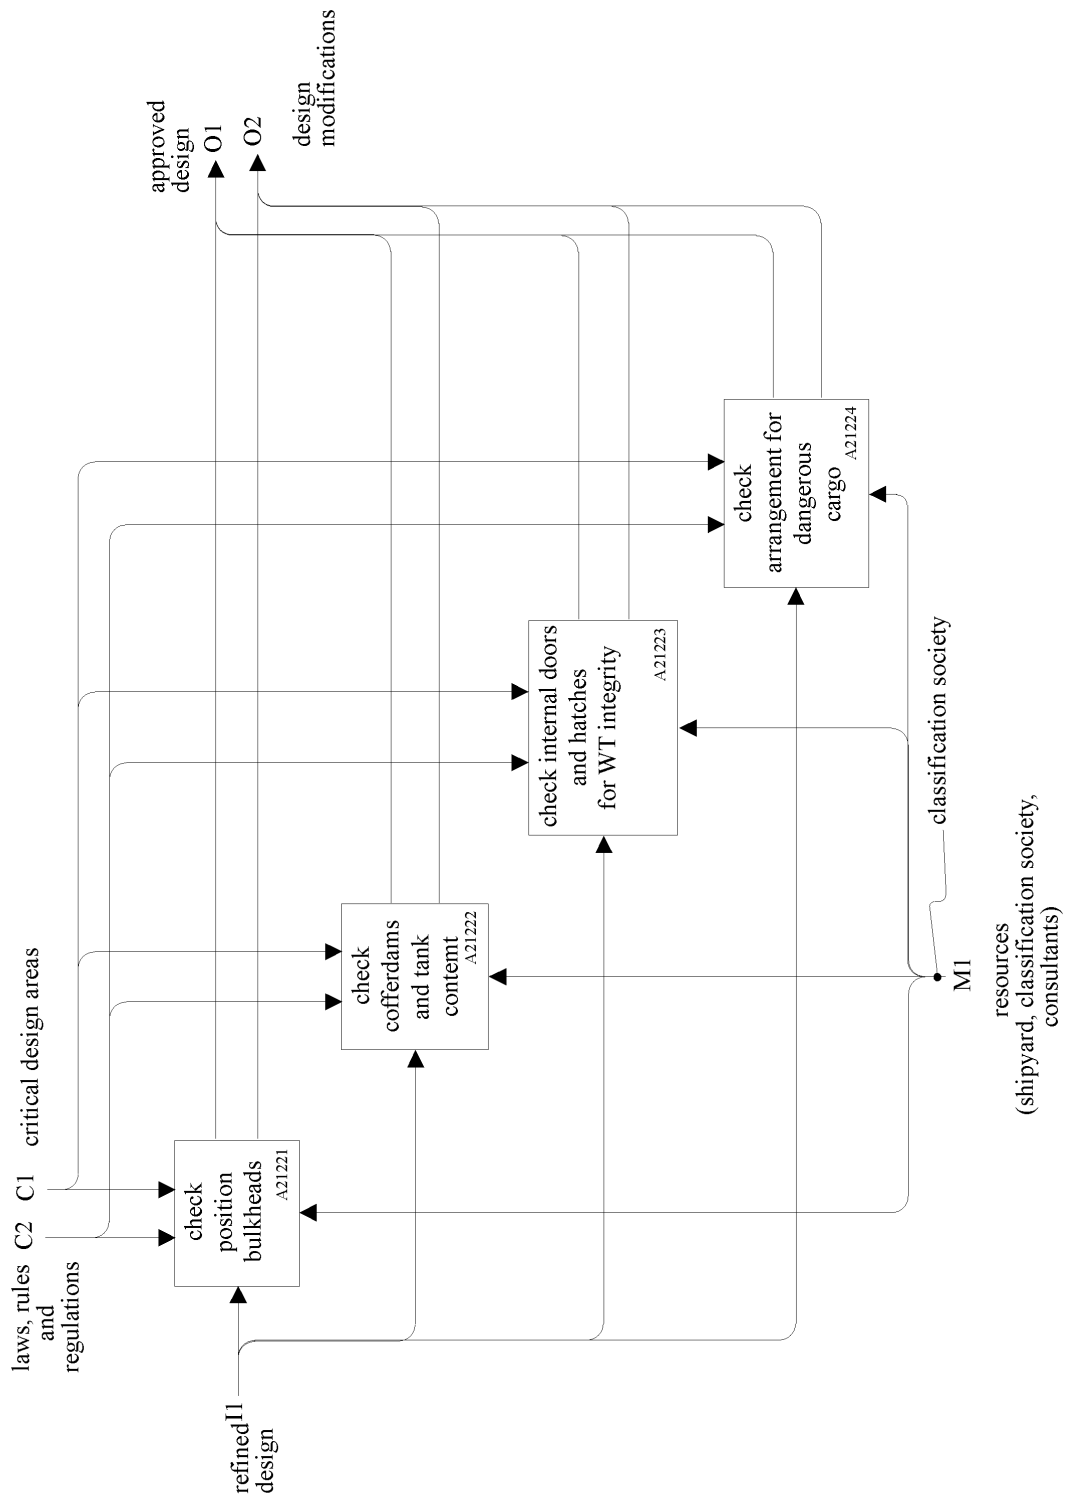 laws, rules
and
regulations
C2
C1
critical design areas
refined
design
I1
check
position
bulkheads
A21221
check
cofferdams
and tank
contemt
A21222
check internal doors
and hatches
for WT integrity
A21223
check
arrangement for
dangerous
cargo
A21224
approved
design
O1
O2
design
modifications
classification society
M1
resources
(shipyard, classification society,
consultants)